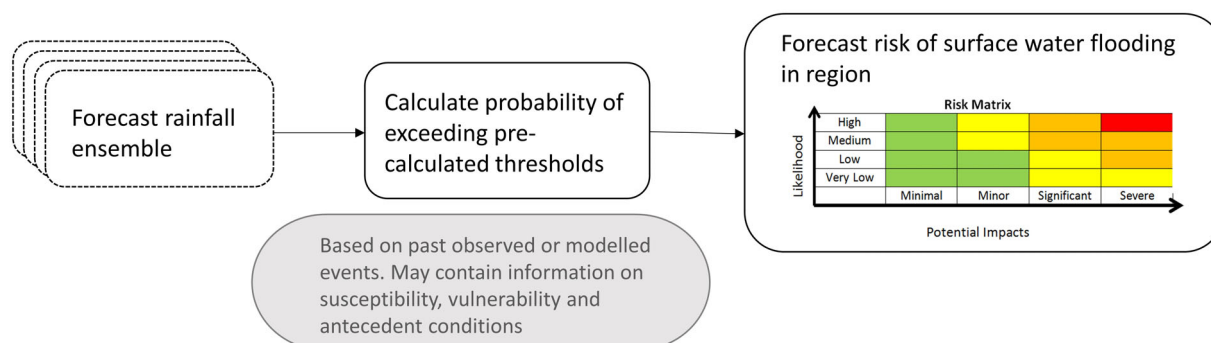 Forecast rainfall
ensemble
Calculate probability of
exceeding pre-
calculated thresholds
Based on past observed or modelled
events. May contain information on
susceptibility, vulnerability and
antecedent conditions
Forecast risk of surface water flooding
in region
Risk Matrix
Likelihood
High
Medium
Low
Very Low
Minimal Minor Significant Severe
Potential Impacts